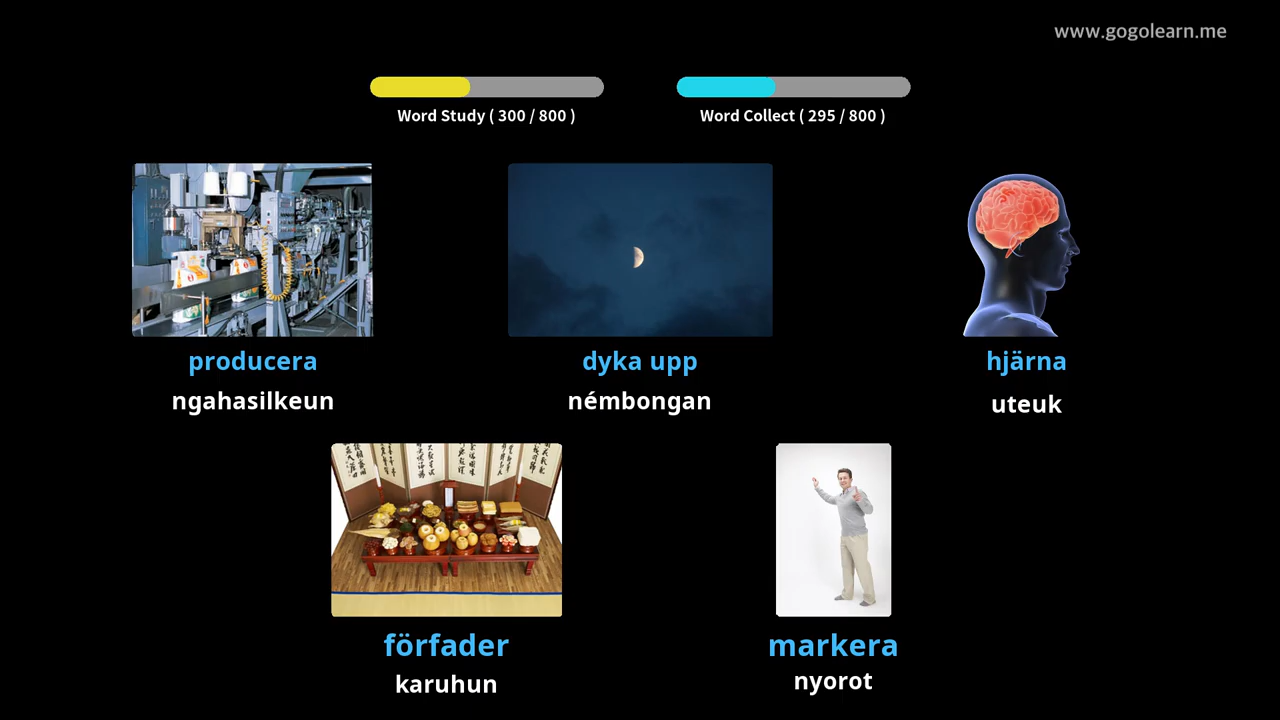 www.gogolearn.me
Word Study ( 300 / 800 )
Word Collect ( 295 / 800 )
producera
ngahasilkeun
dyka upp
némbongan
hjärna
uteuk
förfader
karuhun
markera
nyorot